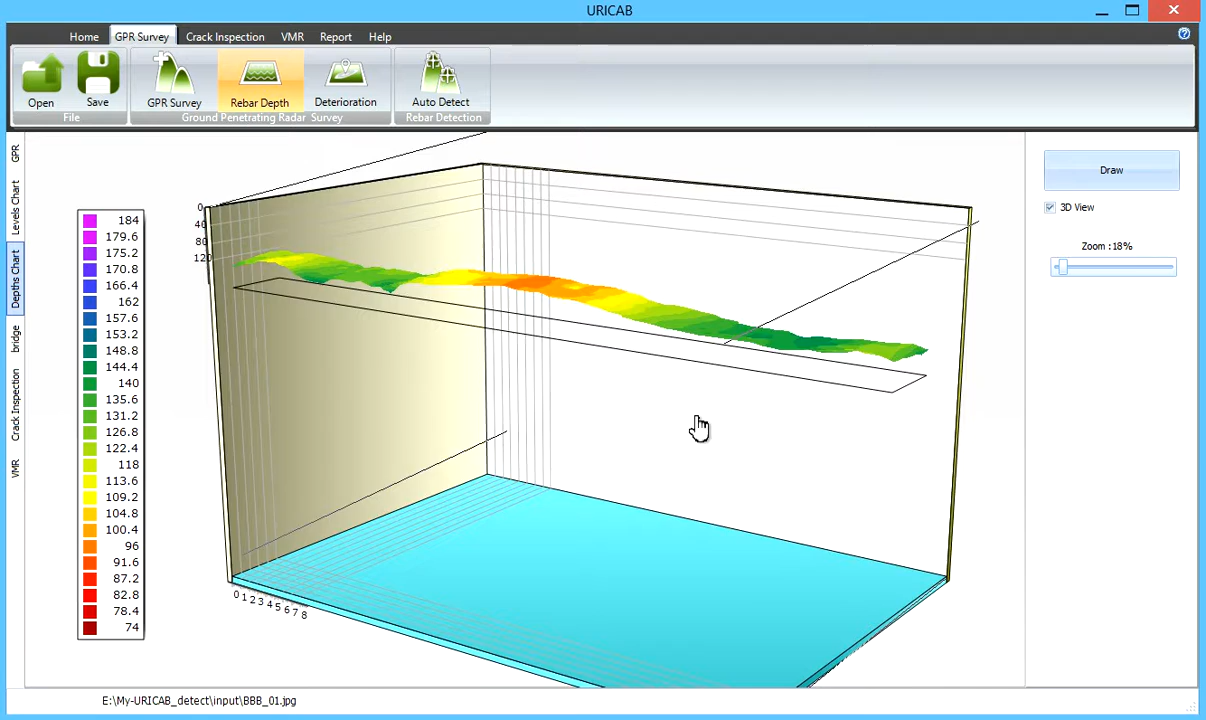 URICAB
Home GPR Survey Crack Inspection VMR Report Help
Open Save GPR Survey Rebar Depth Deterioration Auto Detect
File Ground Penetrating Radar Survey Rebar Detection
GPR
Levels Chart
Depths Chart
bridge
Crack Inspection
VMR
184
179.6
175.2
170.8
166.4
162
157.6
153.2
148.8
144.4
140
135.6
131.2
126.8
122.4
118
113.6
109.2
104.8
100.4
96
91.6
87.2
82.8
78.4
74
0
40
80
120
0 1 2 3 4 5 6 7 8
Draw
3D View
Zoom :18%
E:\My-URICAB_detect\input\BBB_01.jpg